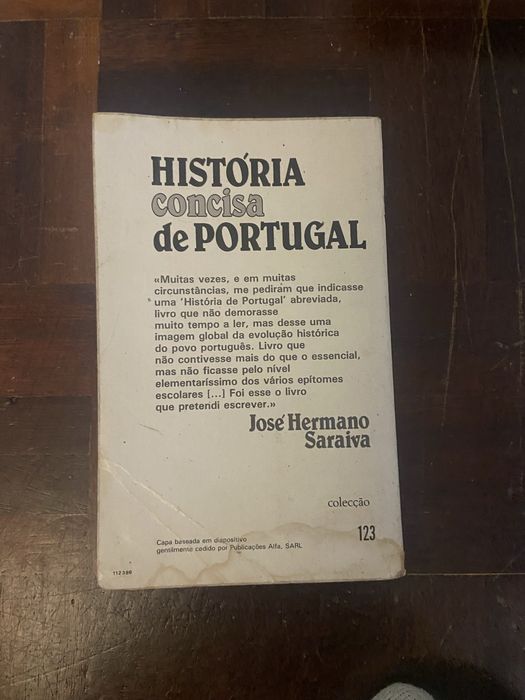 HISTÓRIA
concisa
de PORTUGAL
«Muitas vezes, e em muitas
circunstâncias, me pediram que indicasse
uma 'História de Portugal' abreviada,
livro que não demorasse
muito tempo a ler, mas desse uma
imagem global da evolução histórica
do povo português. Livro que
não contivesse mais do que o essencial,
mas não ficasse pelo nível
elementaríssimo dos vários epítomes
escolares [...] Foi esse o livro
que pretendi escrever.»
José Hermano
Saraiva
colecção
123
Capa baseada em diapositivo
gentilmente cedido por Publicações Alfa, SARL
112386